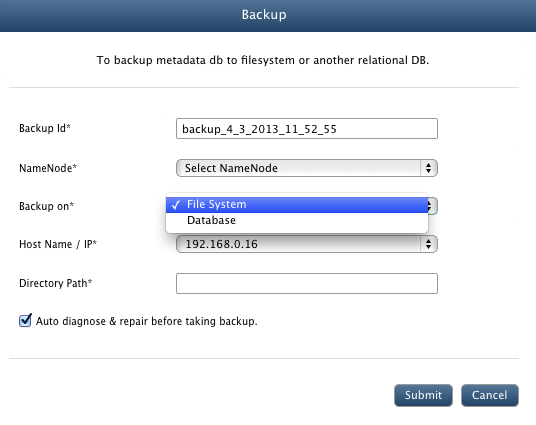 Backup
To backup metadata db to filesystem or another relational DB.
Backup Id* backup_4_3_2013_11_52_55
NameNode* Select NameNode
Backup on* ✓ File System
Database
Host Name / IP* 192.168.0.16
Directory Path*
Auto diagnose & repair before taking backup.
Submit Cancel